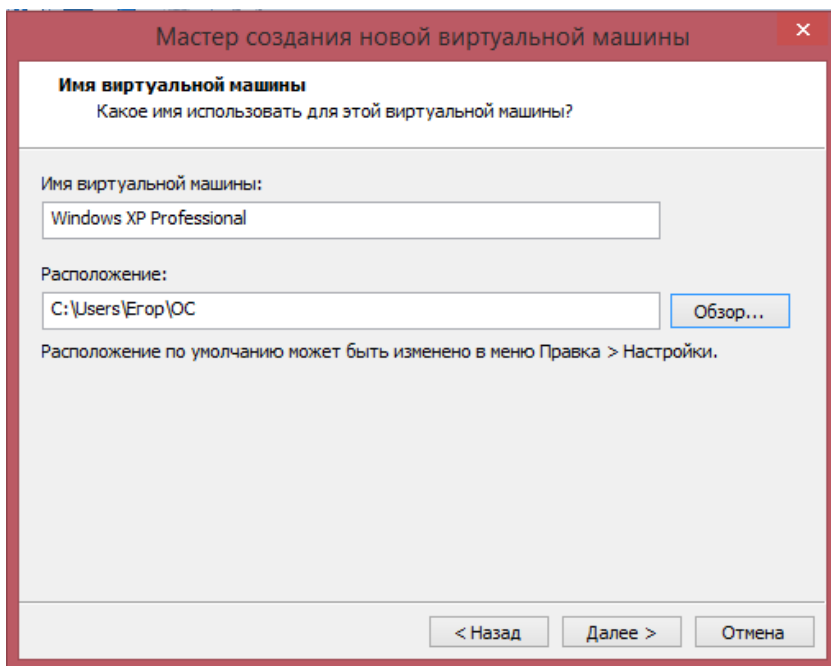 Мастер создания новой виртуальной машины
Имя виртуальной машины
Какое имя использовать для этой виртуальной машины?
Имя виртуальной машины:
Windows XP Professional
Расположение:
C:\Users\Егор\ОС
Обзор...
Расположение по умолчанию может быть изменено в меню Правка > Настройки.
< Назад
Далее >
Отмена